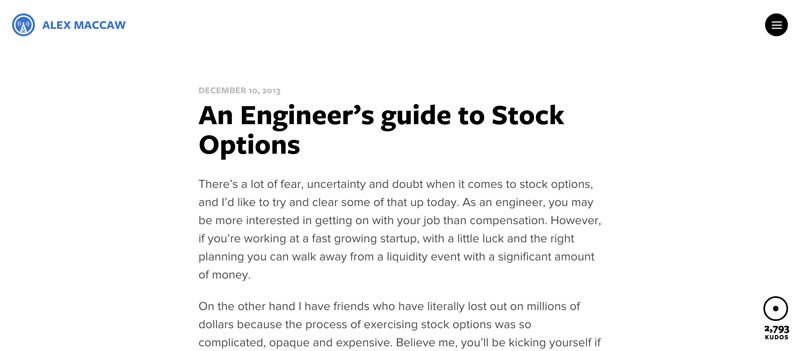 ALEX MACCAW
DECEMBER 10, 2013
An Engineer’s guide to Stock
Options
There’s a lot of fear, uncertainty and doubt when it comes to stock options,
and I’d like to try and clear some of that up today. As an engineer, you may
be more interested in getting on with your job than compensation. However,
if you’re working at a fast growing startup, with a little luck and the right
planning you can walk away from a liquidity event with a significant amount
of money.
On the other hand I have friends who have literally lost out on millions of
dollars because the process of exercising stock options was so
complicated, opaque and expensive. Believe me, you’ll be kicking yourself if
2,793
KUDOS